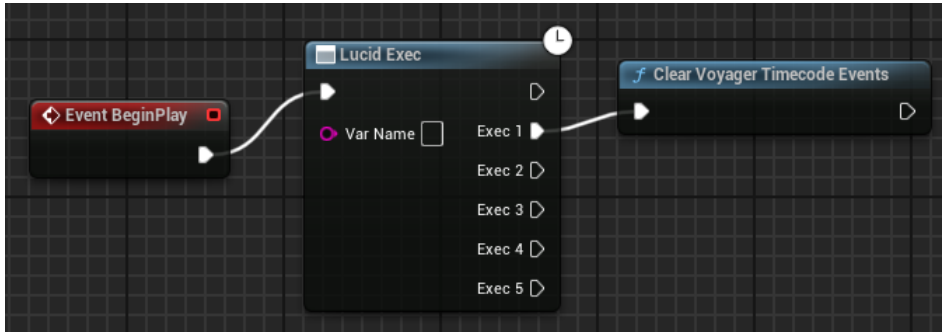 Event BeginPlay
Lucid Exec
Var Name
Exec 1
Exec 2
Exec 3
Exec 4
Exec 5
f Clear Voyager Timecode Events